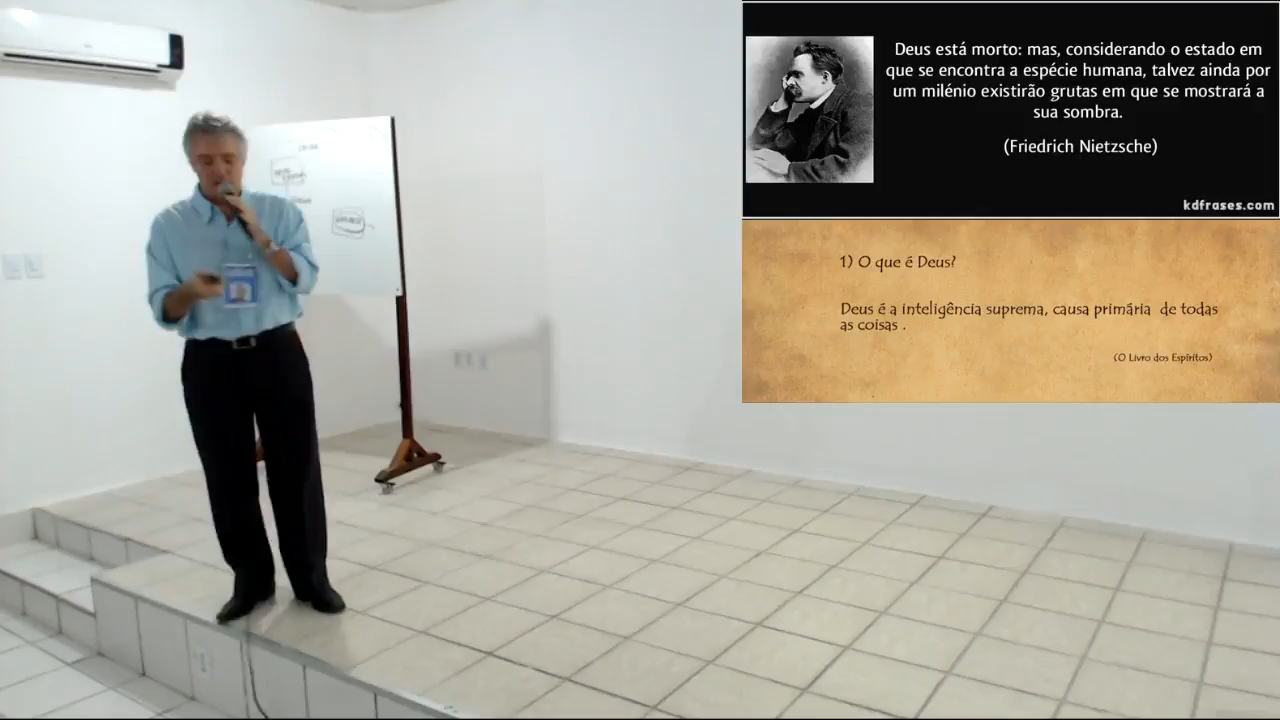 Deus está morto: mas, considerando o estado em
que se encontra a espécie humana, talvez ainda por
um milénio existirão grutas em que se mostrará a
sua sombra.
(Friedrich Nietzsche)
kdfrases.com
1) O que é Deus?
Deus é a inteligência suprema, causa primária de todas
as coisas .
(O Livro dos Espíritos)